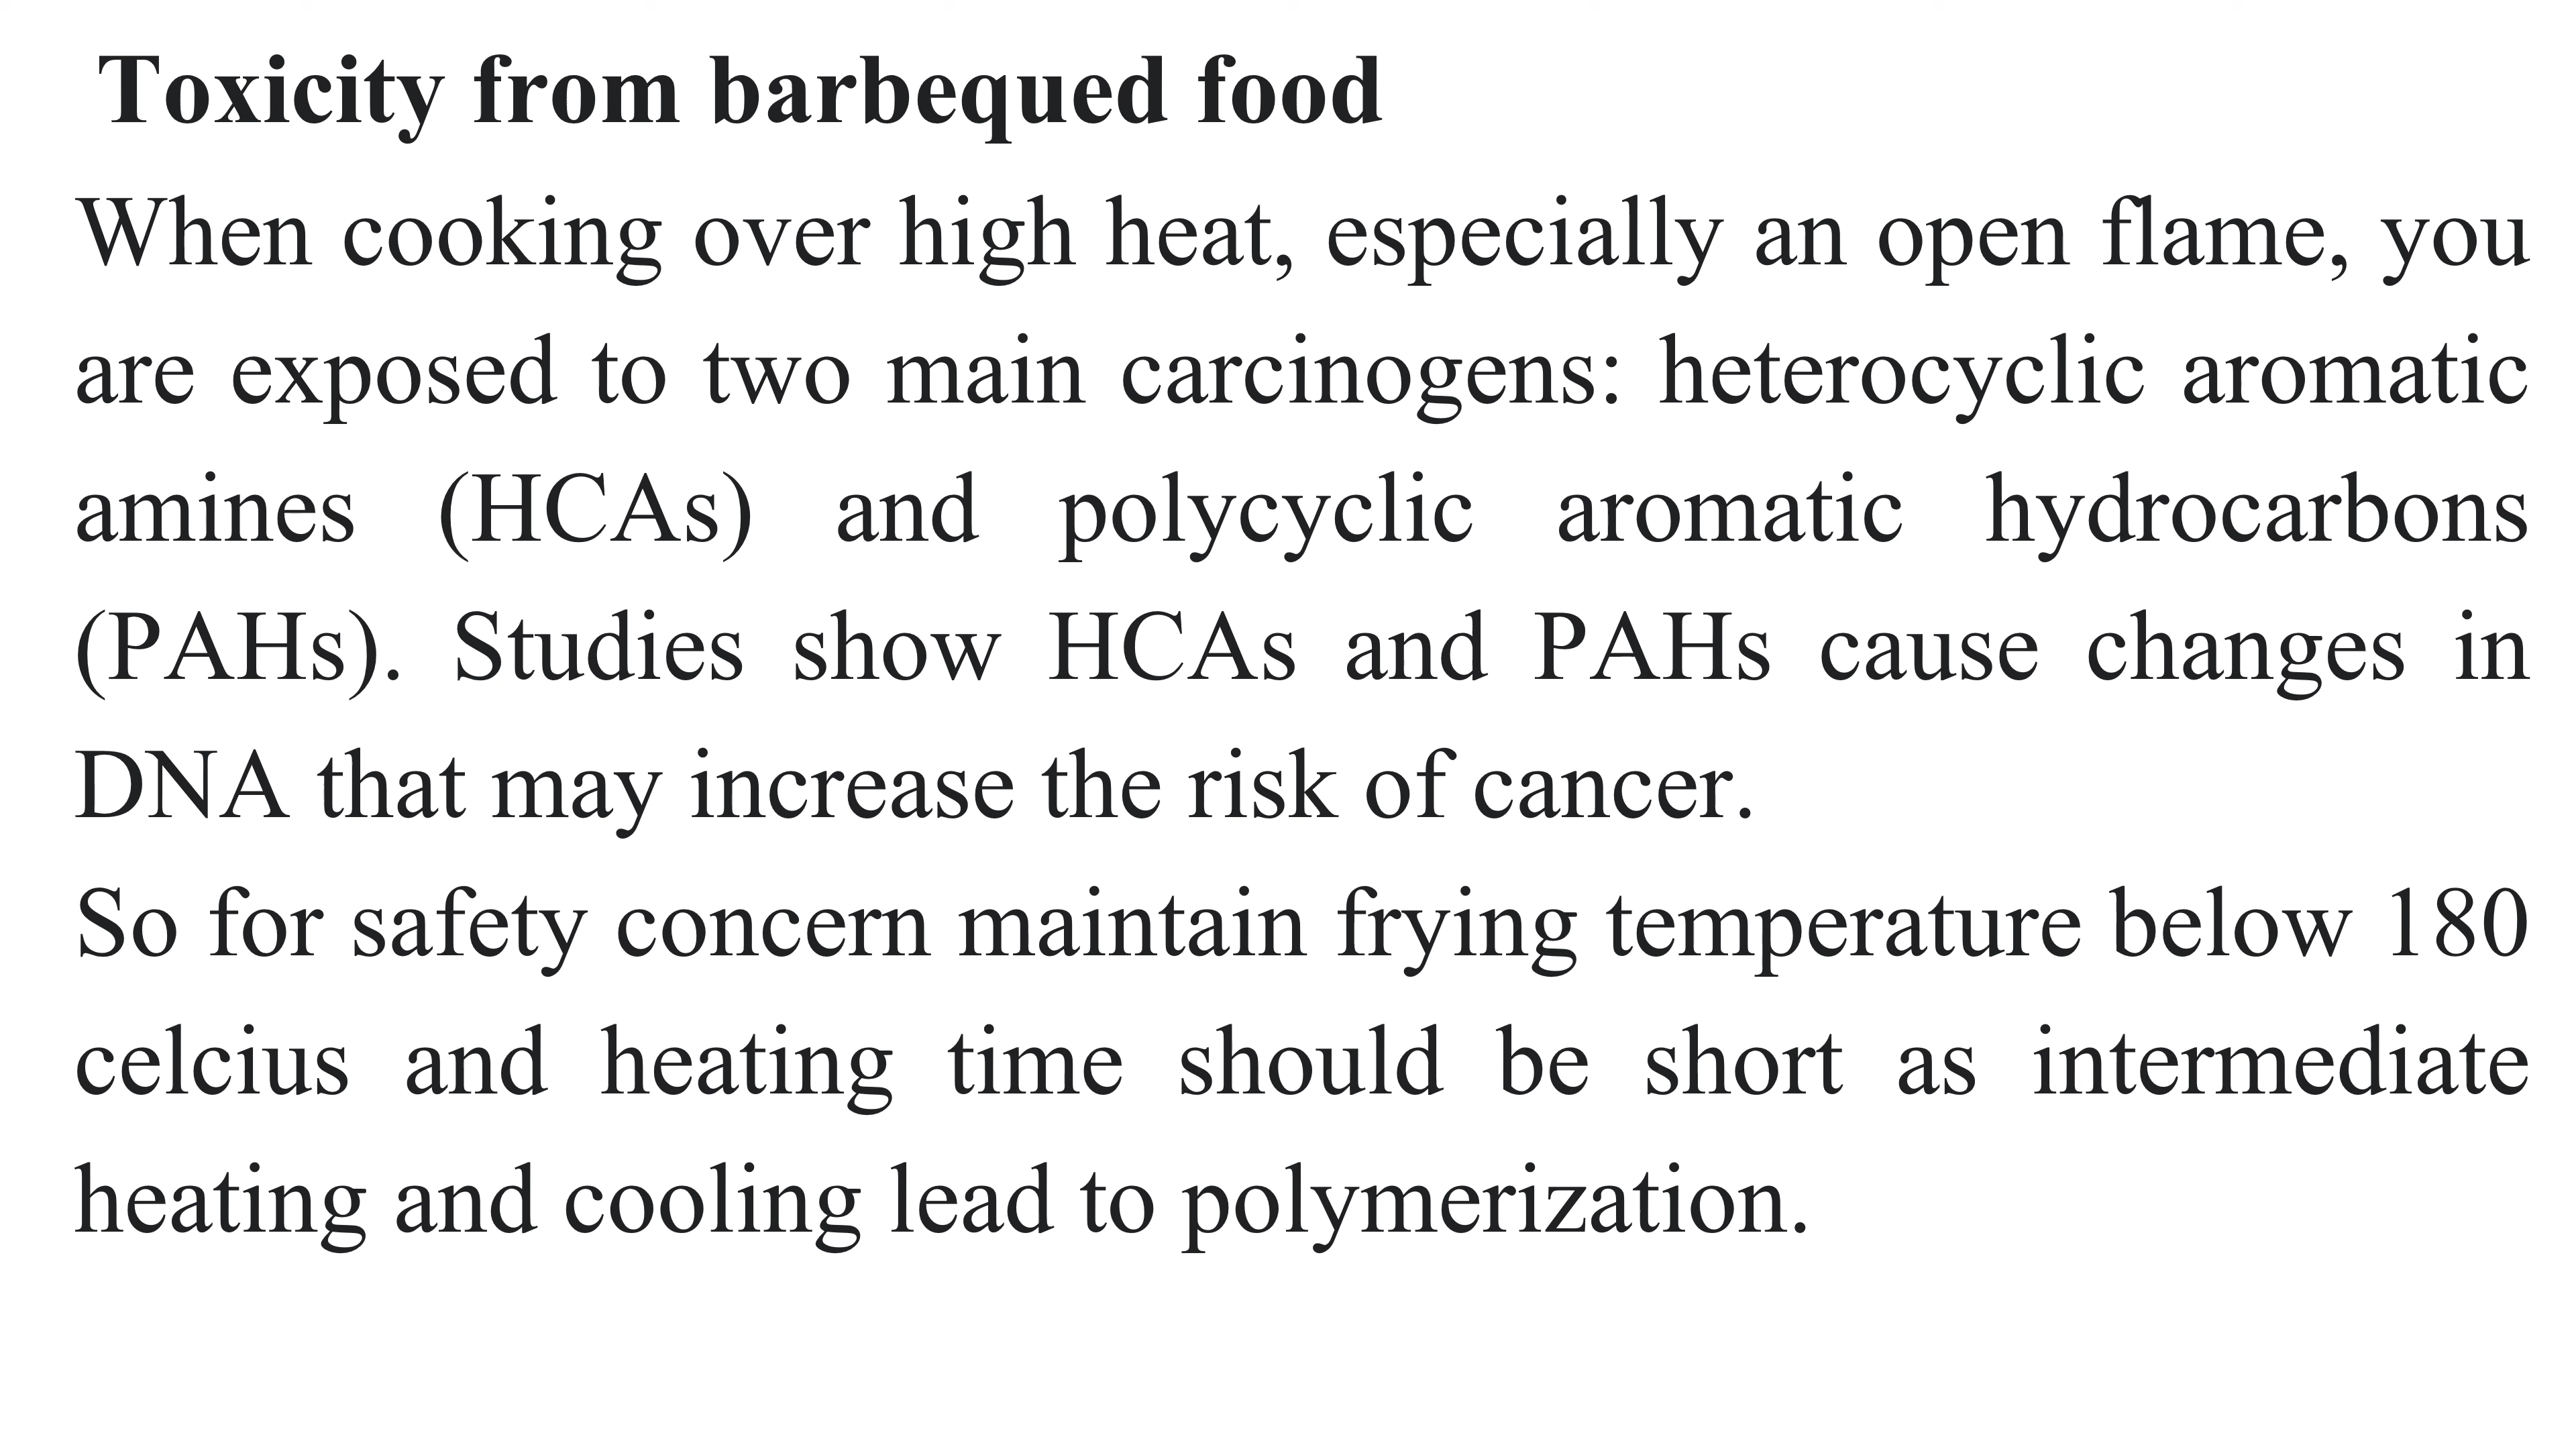 Toxicity from barbequed food
When cooking over high heat, especially an open flame, you
are exposed to two main carcinogens: heterocyclic aromatic
amines (HCAs) and polycyclic aromatic hydrocarbons
(PAHs). Studies show HCAs and PAHs cause changes in
DNA that may increase the risk of cancer.
So for safety concern maintain frying temperature below 180
celcius and heating time should be short as intermediate
heating and cooling lead to polymerization.